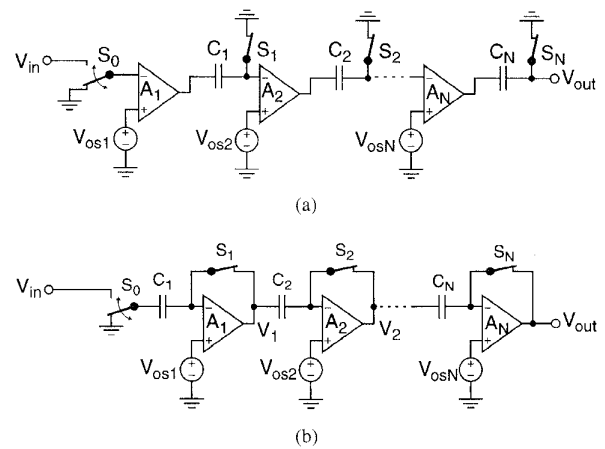 V_in S_0 A_1 C_1 S_1 A_2 C_2 S_2 A_N C_N S_N V_out
V_os1 V_os2 V_osN
(a)
V_in S_0 C_1 S_1 A_1 V_1 C_2 S_2 A_2 V_2 C_N S_N A_N V_out
V_os1 V_os2 V_osN
(b)